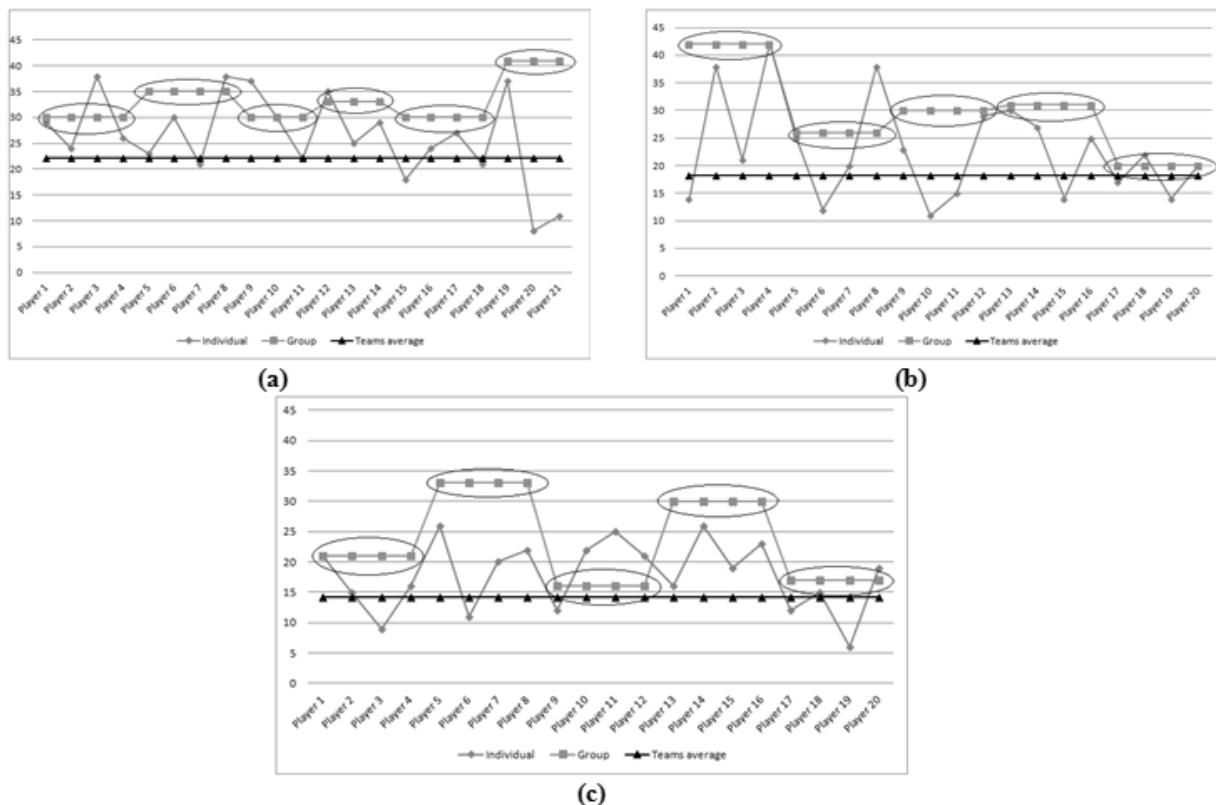 45
40
35
30
25
20
15
10
5
0
Player 1
Player 2
Player 3
Player 4
Player 5
Player 6
Player 7
Player 8
Player 9
Player 10
Player 11
Player 12
Player 13
Player 14
Player 15
Player 16
Player 17
Player 18
Player 19
Player 20
Player 21
Individual Group Teams average
(a)
45
40
35
30
25
20
15
10
5
0
Player 1
Player 2
Player 3
Player 4
Player 5
Player 6
Player 7
Player 8
Player 9
Player 10
Player 11
Player 12
Player 13
Player 14
Player 15
Player 16
Player 17
Player 18
Player 19
Player 20
Individual Group Teams average
(b)
45
40
35
30
25
20
15
10
5
0
Player 1
Player 2
Player 3
Player 4
Player 5
Player 6
Player 7
Player 8
Player 9
Player 10
Player 11
Player 12
Player 13
Player 14
Player 15
Player 16
Player 17
Player 18
Player 19
Player 20
Individual Group Teams average
(c)